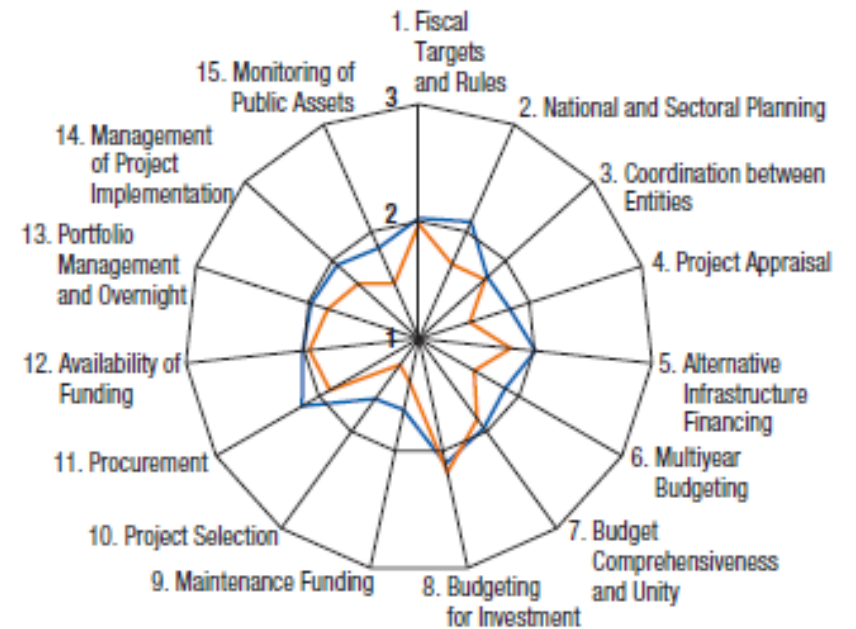 1. Fiscal
Targets
and Rules
2. National and Sectoral Planning
3. Coordination between
Entities
4. Project Appraisal
5. Alternative
Infrastructure
Financing
6. Multiyear
Budgeting
7. Budget
Comprehensiveness
and Unity
8. Budgeting
for Investment
9. Maintenance Funding
10. Project Selection
11. Procurement
12. Availability of
Funding
13. Portfolio
Management
and Overnight
14. Management
of Project
Implementation
15. Monitoring of
Public Assets
3
2
1